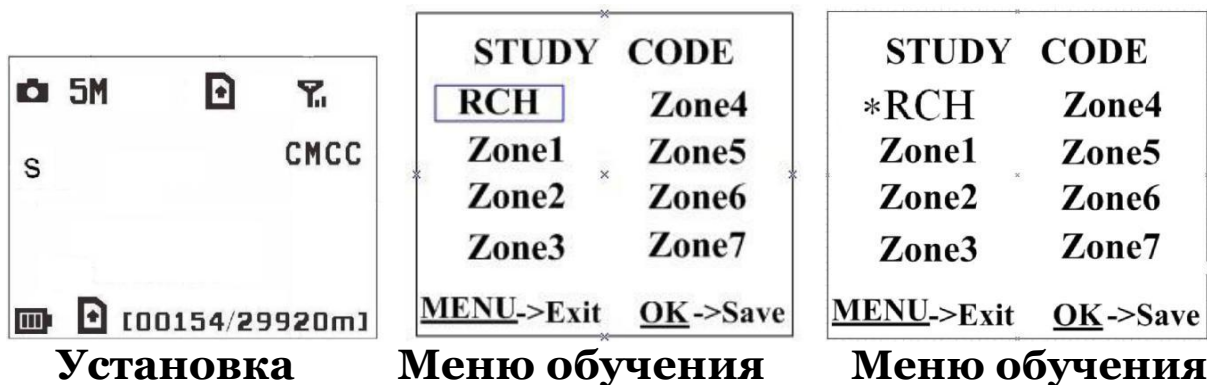 5M
S
CMCC
[00154/29920m]
Установка
STUDY CODE
RCH Zone4
Zone1 Zone5
Zone2 Zone6
Zone3 Zone7
MENU->Exit OK->Save
Меню обучения
STUDY CODE
*RCH Zone4
Zone1 Zone5
Zone2 Zone6
Zone3 Zone7
MENU->Exit OK->Save
Меню обучения